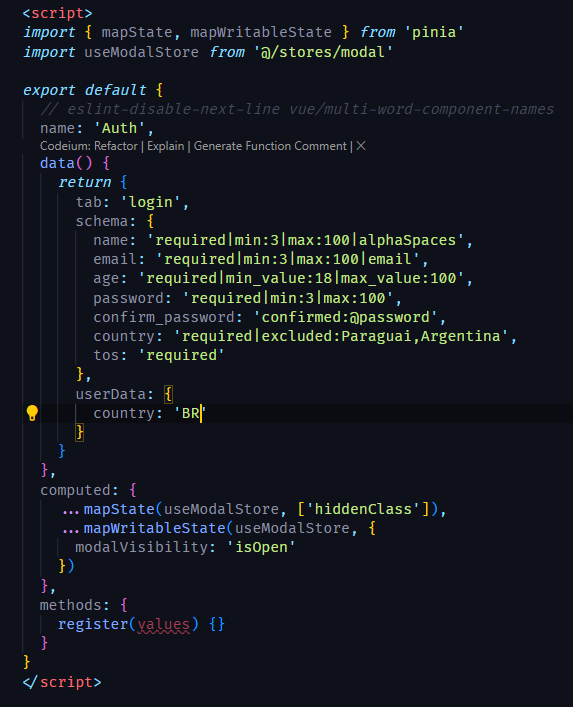 <script>
import { mapState, mapWritableState } from 'pinia'
import useModalStore from '@/stores/modal'

export default {
  // eslint-disable-next-line vue/multi-word-component-names
  name: 'Auth',
  Codeium: Refactor | Explain | Generate Function Comment | ✕
  data() {
    return {
      tab: 'login',
      schema: {
        name: 'required|min:3|max:100|alphaSpaces',
        email: 'required|min:3|max:100|email',
        age: 'required|min_value:18|max_value:100',
        password: 'required|min:3|max:100',
        confirm_password: 'confirmed:@password',
        country: 'required|excluded:Paraguai,Argentina',
        tos: 'required'
      },
      userData: {
        country: 'BR'
      }
    }
  },
  computed: {
    ...mapState(useModalStore, ['hiddenClass']),
    ...mapWritableState(useModalStore, {
      modalVisibility: 'isOpen'
    })
  },
  methods: {
    register(values) {}
  }
}
</script>